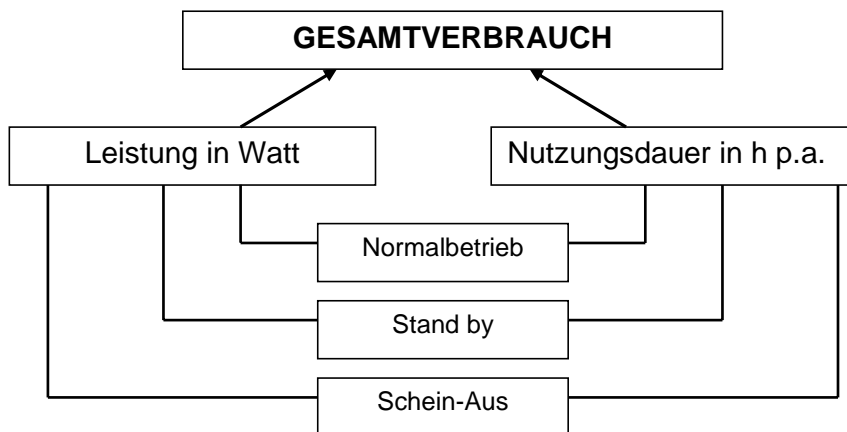 GESAMTVERBRAUCH
Leistung in Watt
Nutzungsdauer in h p.a.
Normalbetrieb
Stand by
Schein-Aus